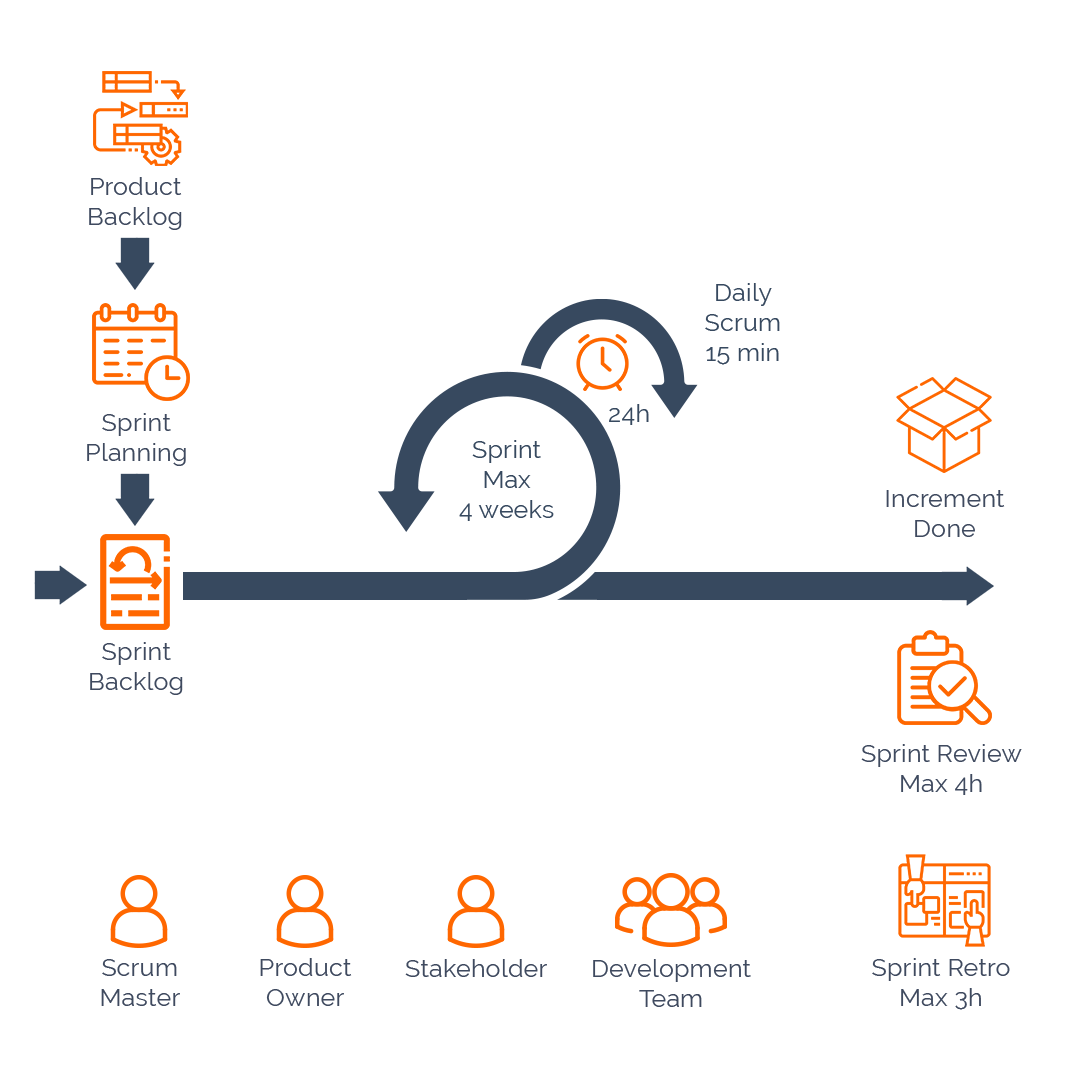 Product
Backlog
Sprint
Planning
Sprint
Backlog
Sprint
Max
4 weeks
24h
Daily
Scrum
15 min
Increment
Done
Sprint Review
Max 4h
Sprint Retro
Max 3h
Scrum
Master
Product
Owner
Stakeholder
Development
Team